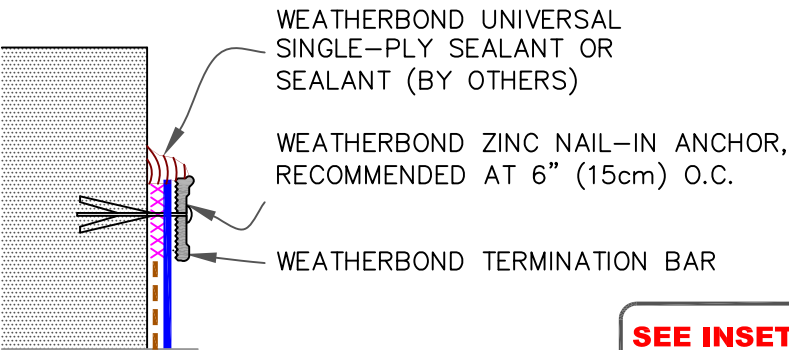 WEATHERBOND UNIVERSAL
SINGLE-PLY SEALANT OR
SEALANT (BY OTHERS)
WEATHERBOND ZINC NAIL-IN ANCHOR,
RECOMMENDED AT 6" (15cm) O.C.
WEATHERBOND TERMINATION BAR
SEE INSET